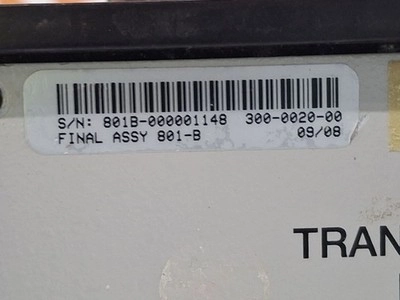 S/N: 801B-000001148 300-0020-00
FINAL ASSY 801-B 09/08
TRAN